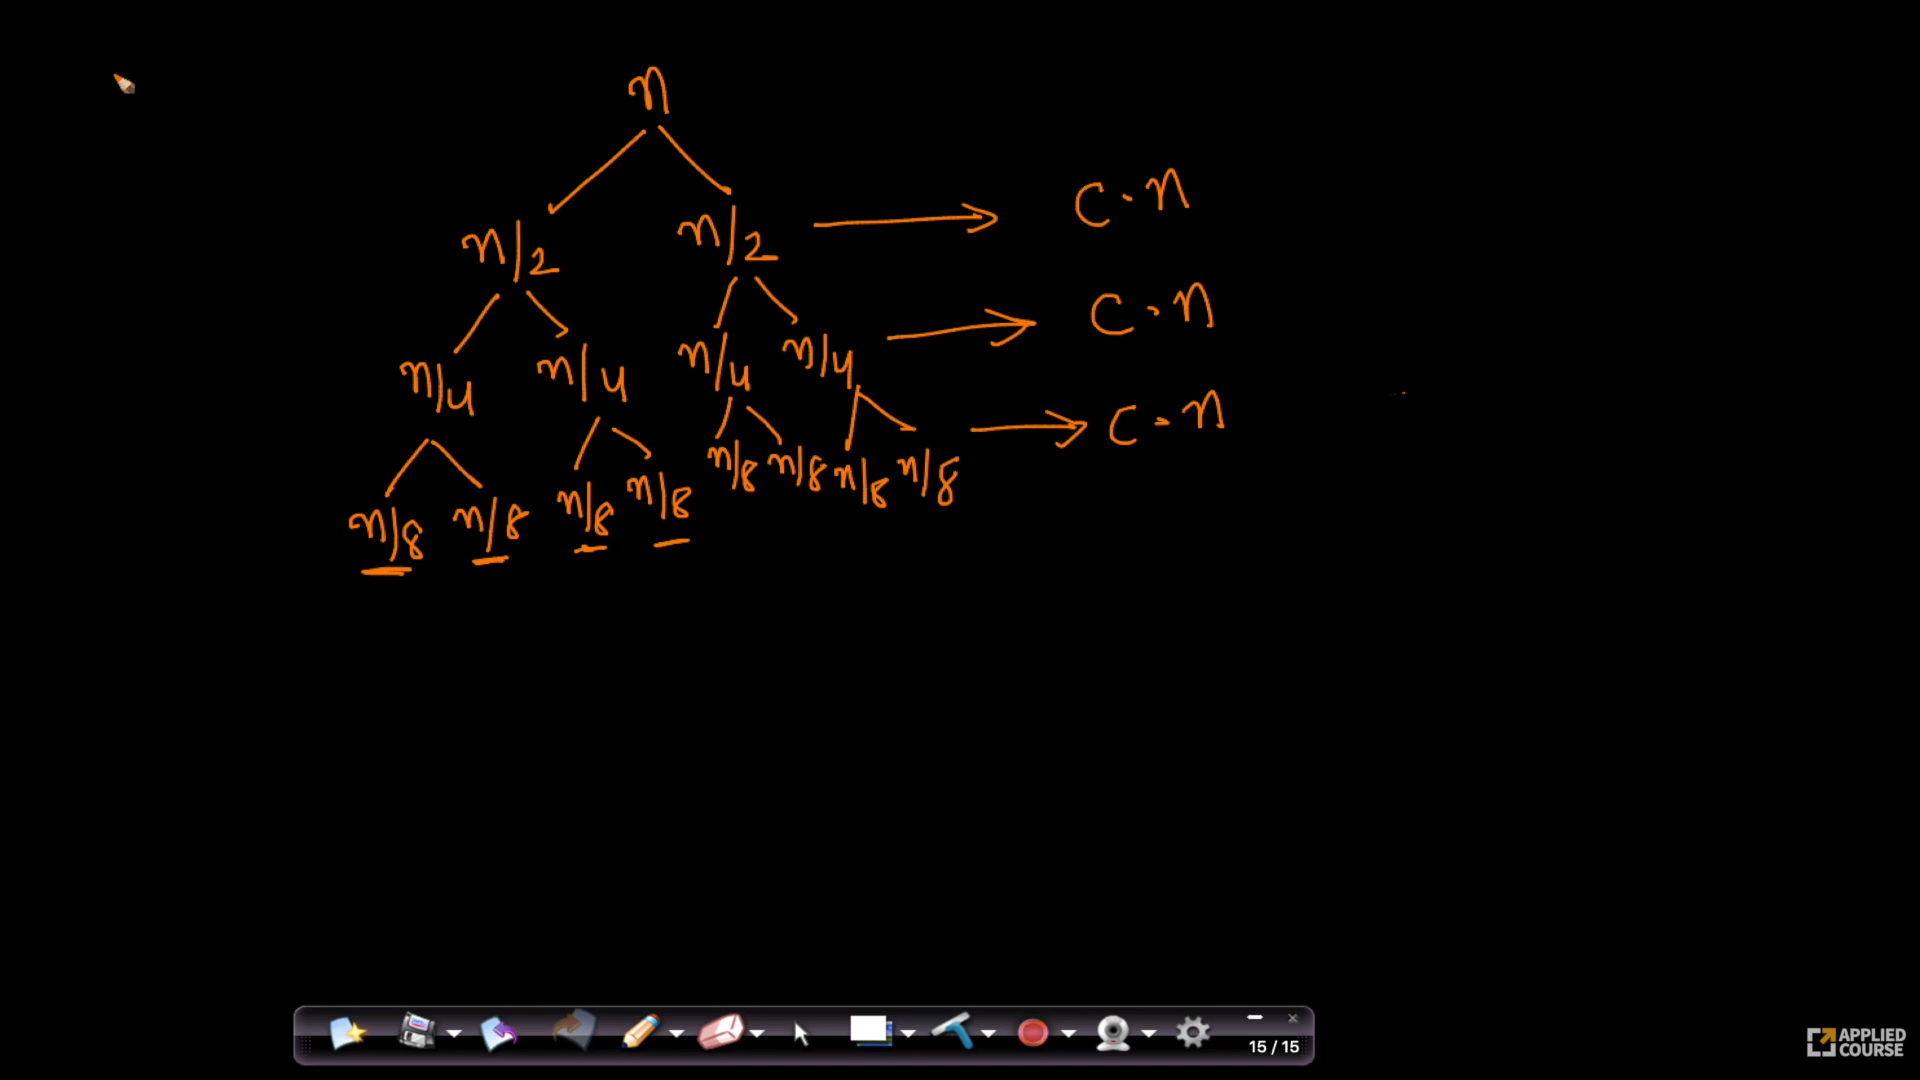 n
n/2 n/2 → C·n
n/4 n/4 n/4 n/4 → C·n
n/8 n/8 n/8 n/8 n/8 n/8 n/8 n/8 → C·n
15 / 15
APPLIED
COURSE